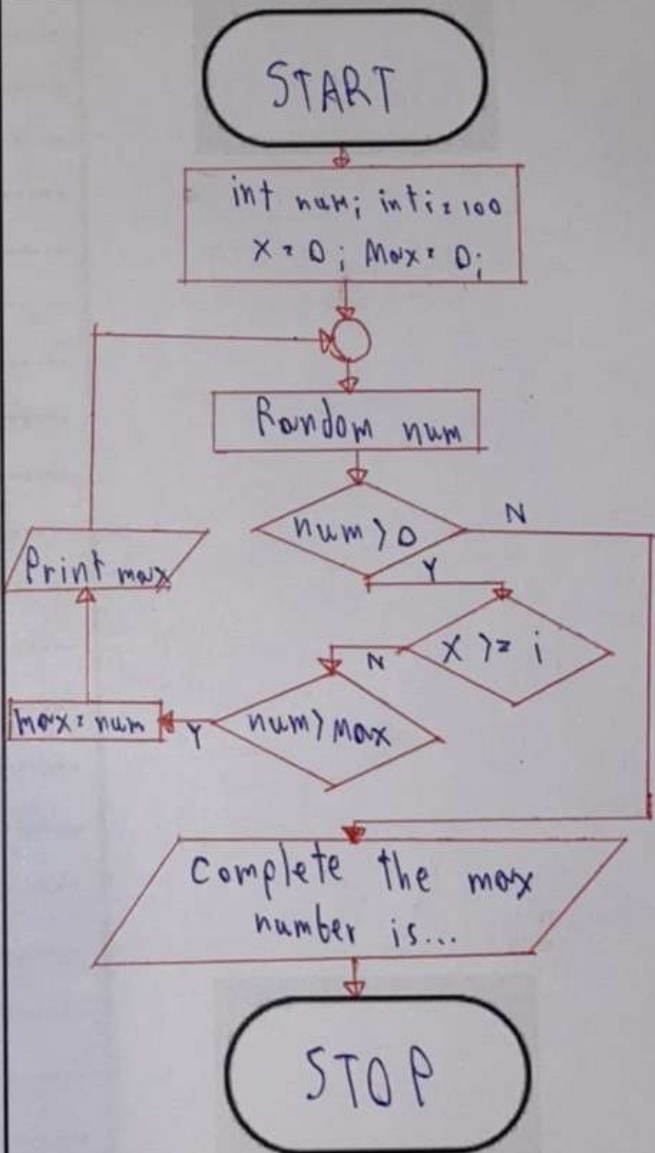 START
int num; int i = 100
X = 0; Max = 0;
Random num
num > 0
N
Y
Print max
X >= i
N
max = num
Y
num > Max
Complete the max
number is...
STOP